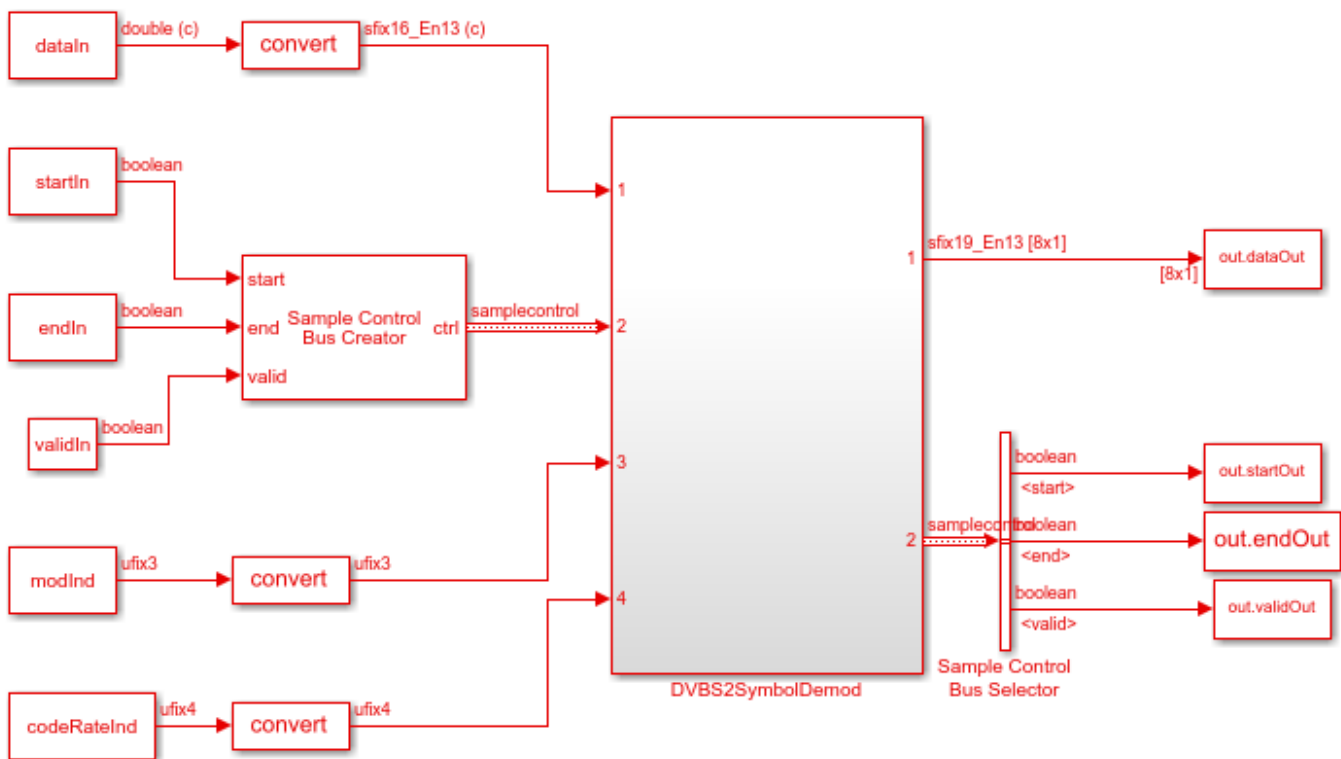 dataIn
double (c)
convert
sfix16_En13 (c)
startIn
boolean
endIn
boolean
validIn
boolean
start
end
valid
Sample Control
Bus Creator
ctrl
samplecontrol
modInd
ufix3
convert
ufix3
codeRateInd
ufix4
convert
ufix4
1
2
3
4
1
2
DVBS2SymbolDemod
sfix19_En13 [8x1]
[8x1]
out.dataOut
samplecontrol
boolean
<start>
out.startOut
boolean
<end>
out.endOut
boolean
<valid>
out.validOut
Sample Control
Bus Selector